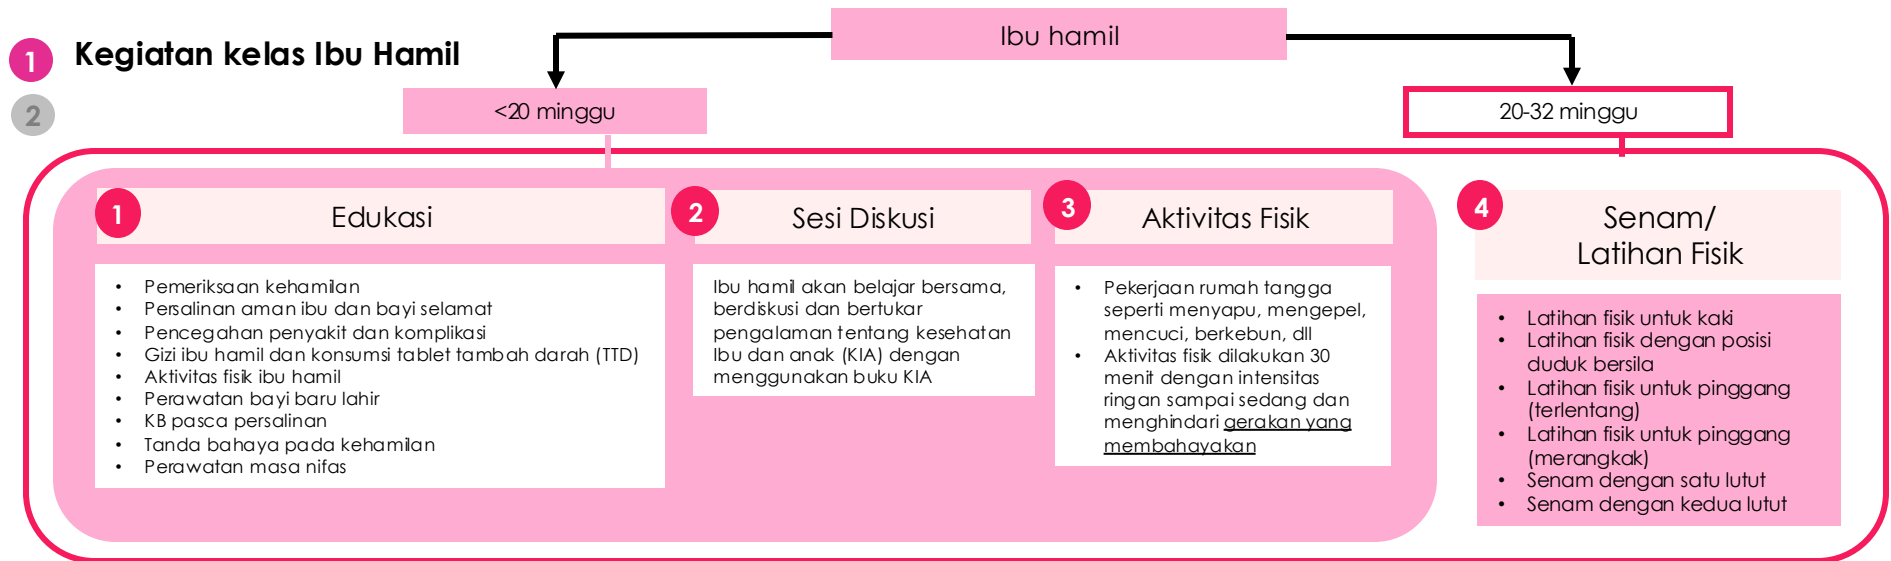 1
Kegiatan kelas Ibu Hamil
2
Ibu hamil
<20 minggu
20-32 minggu
1
Edukasi
• Pemeriksaan kehamilan
• Persalinan aman ibu dan bayi selamat
• Pencegahan penyakit dan komplikasi
• Gizi ibu hamil dan konsumsi tablet tambah darah (TTD)
• Aktivitas fisik ibu hamil
• Perawatan bayi baru lahir
• KB pasca persalinan
• Tanda bahaya pada kehamilan
• Perawatan masa nifas
2
Sesi Diskusi
Ibu hamil akan belajar bersama,
berdiskusi dan bertukar
pengalaman tentang kesehatan
Ibu dan anak (KIA) dengan
menggunakan buku KIA
3
Aktivitas Fisik
• Pekerjaan rumah tangga
seperti menyapu, mengepel,
mencuci, berkebun, dll
• Aktivitas fisik dilakukan 30
menit dengan intensitas
ringan sampai sedang dan
menghindari gerakan yang
membahayakan
4
Senam/
Latihan Fisik
• Latihan fisik untuk kaki
• Latihan fisik dengan posisi
duduk bersila
• Latihan fisik untuk pinggang
(terlentang)
• Latihan fisik untuk pinggang
(merangkak)
• Senam dengan satu lutut
• Senam dengan kedua lutut